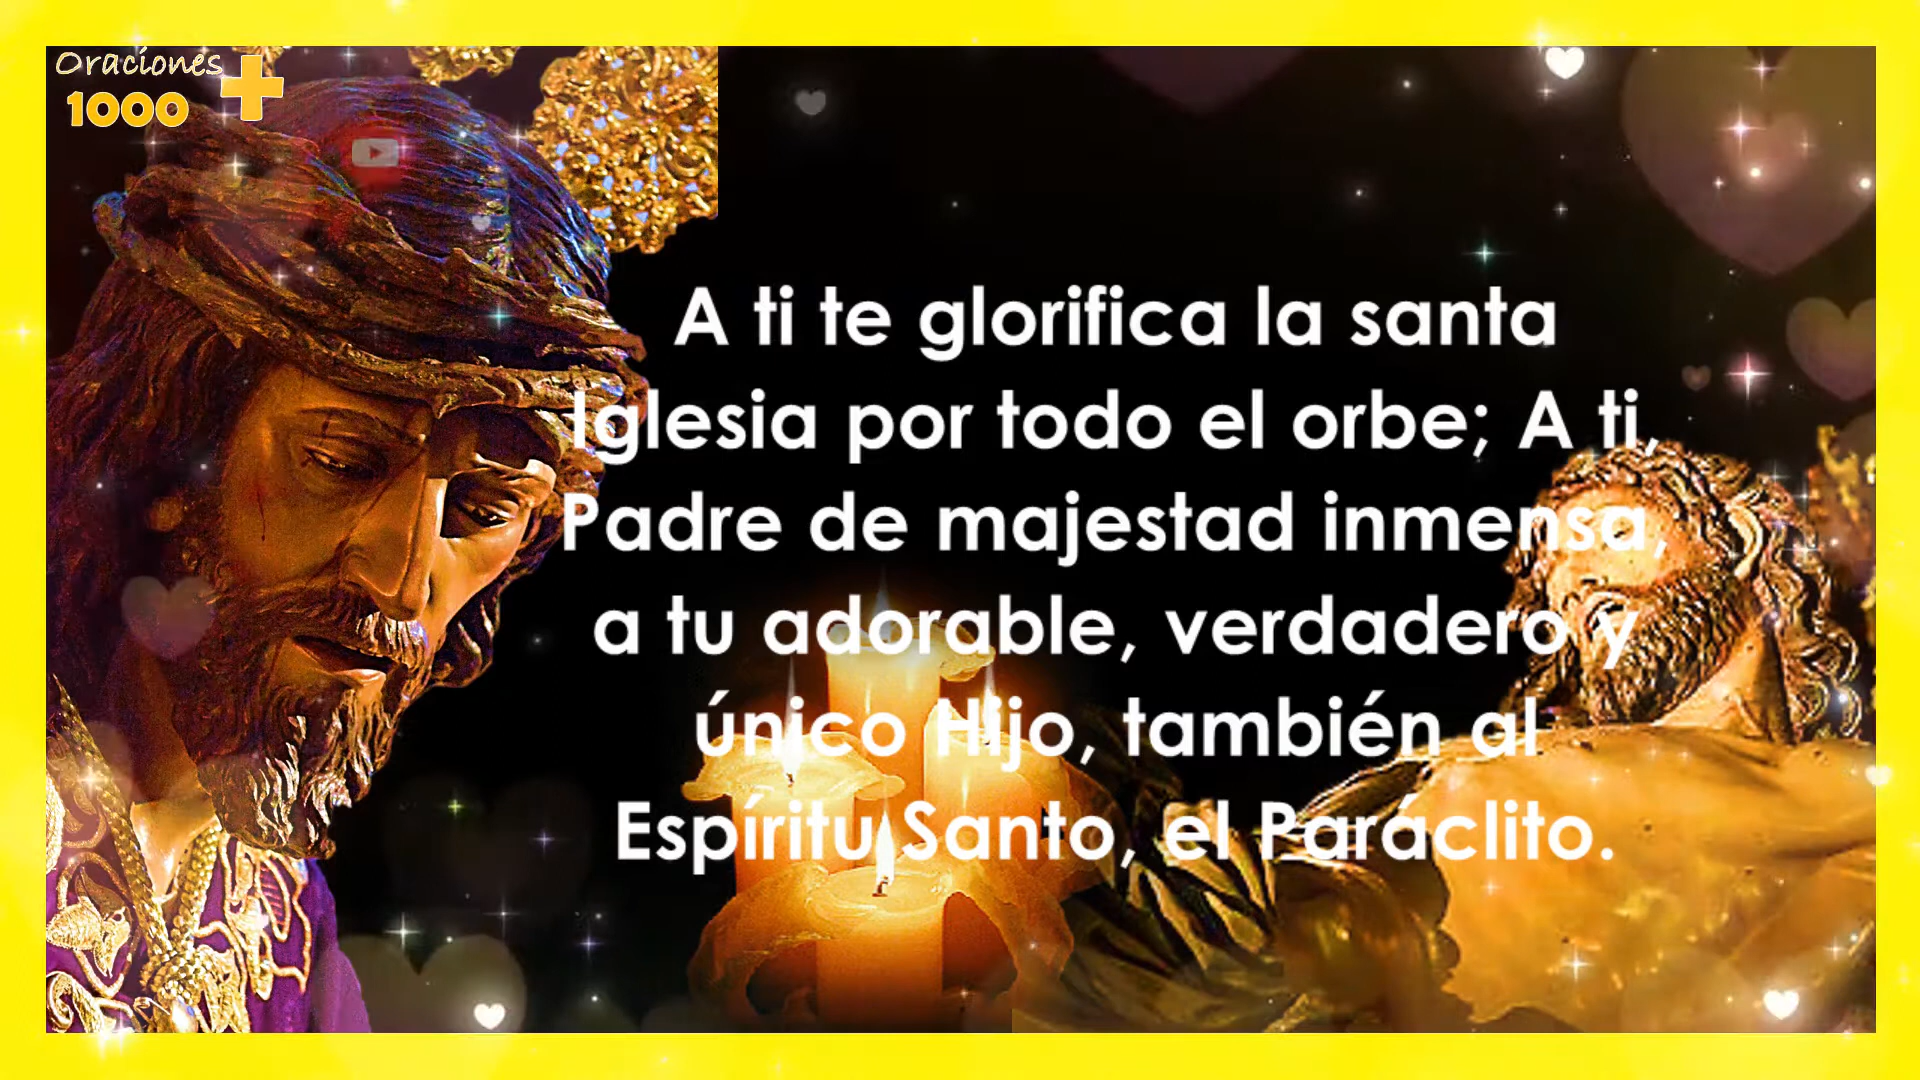 Oraciones
1000
A ti te glorifica la santa
Iglesia por todo el orbe; A ti,
Padre de majestad inmensa,
a tu adorable, verdadero y
único Hijo, también al
Espíritu Santo, el Paráclito.